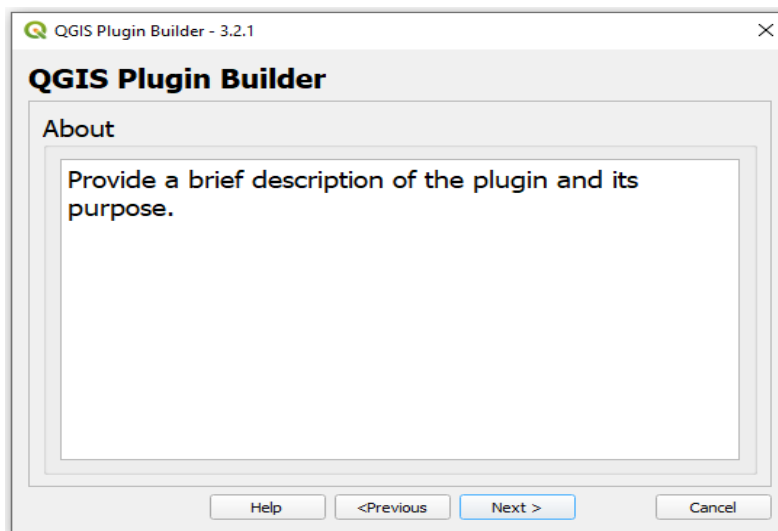 QGIS Plugin Builder - 3.2.1
QGIS Plugin Builder
About
Provide a brief description of the plugin and its
purpose.
Help <Previous Next > Cancel